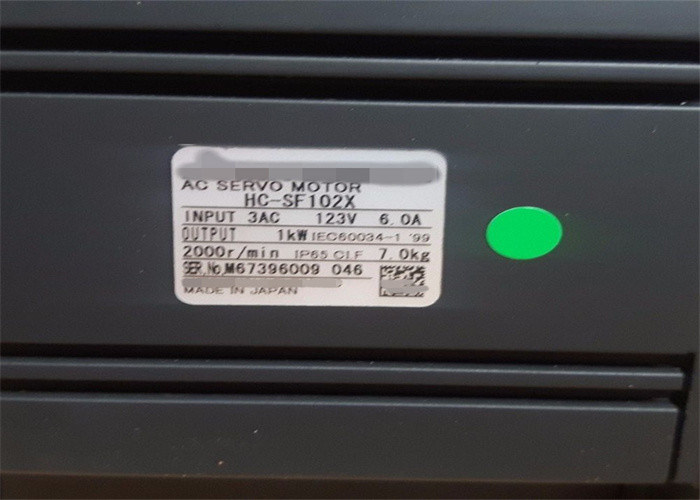 AC SERVO MOTOR
HC-SF102X
INPUT 3AC 123V 6.0A
OUTPUT 1kW IEC60034-1 '99
2000r/min IP65 Cl.F 7.0kg
SER.No.M67396009 046
MADE IN JAPAN